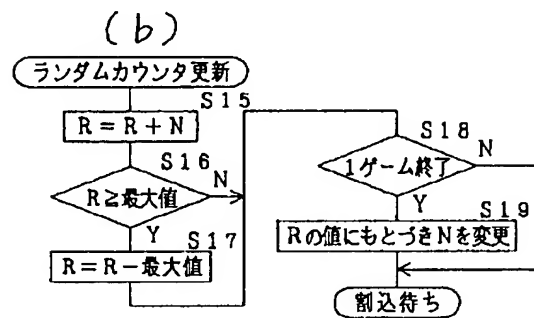 (b)
ランダムカウンタ更新
S15
R=R+N
S16
R≧最大値
N
Y
S17
R=R-最大値
S18
1ゲーム終了
N
Y
S19
Rの値にもとづきNを変更
割込待ち